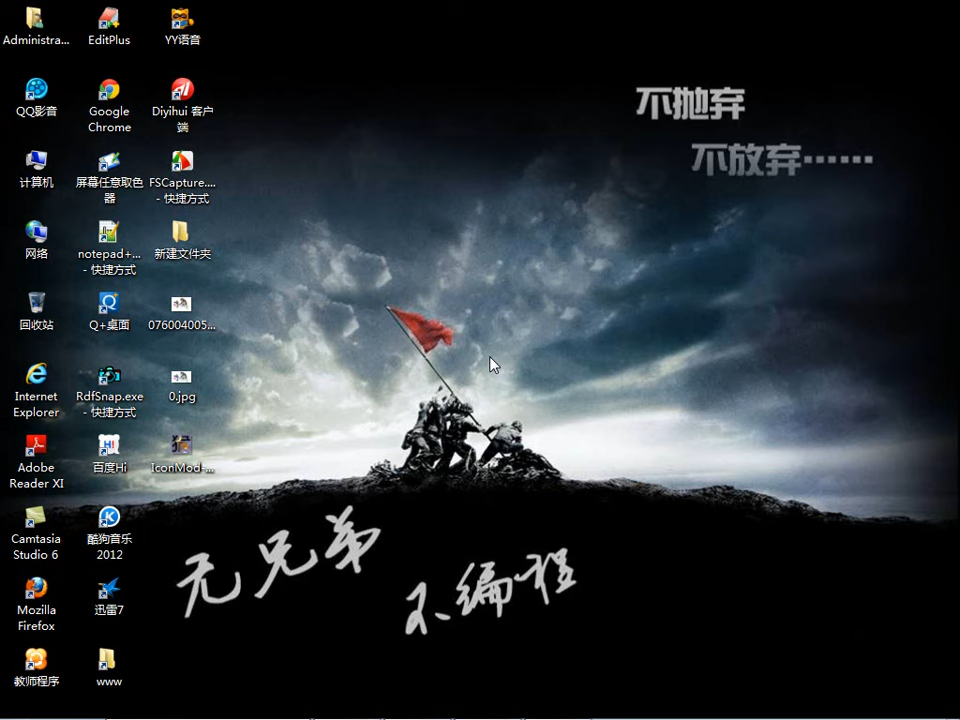 Administra...
EditPlus
YY语音
QQ影音
Google
Chrome
Diyihui 客户
端
计算机
屏幕任意取色
器
FSCapture....
- 快捷方式
网络
notepad+...
- 快捷方式
新建文件夹
回收站
Q+桌面
076004005...
Internet
Explorer
RdfSnap.exe
- 快捷方式
0.jpg
Adobe
Reader XI
百度Hi
IconMod-...
Camtasia
Studio 6
酷狗音乐
2012
Mozilla
Firefox
迅雷7
教师程序
www
不抛弃
不放弃······
无兄弟
不编程